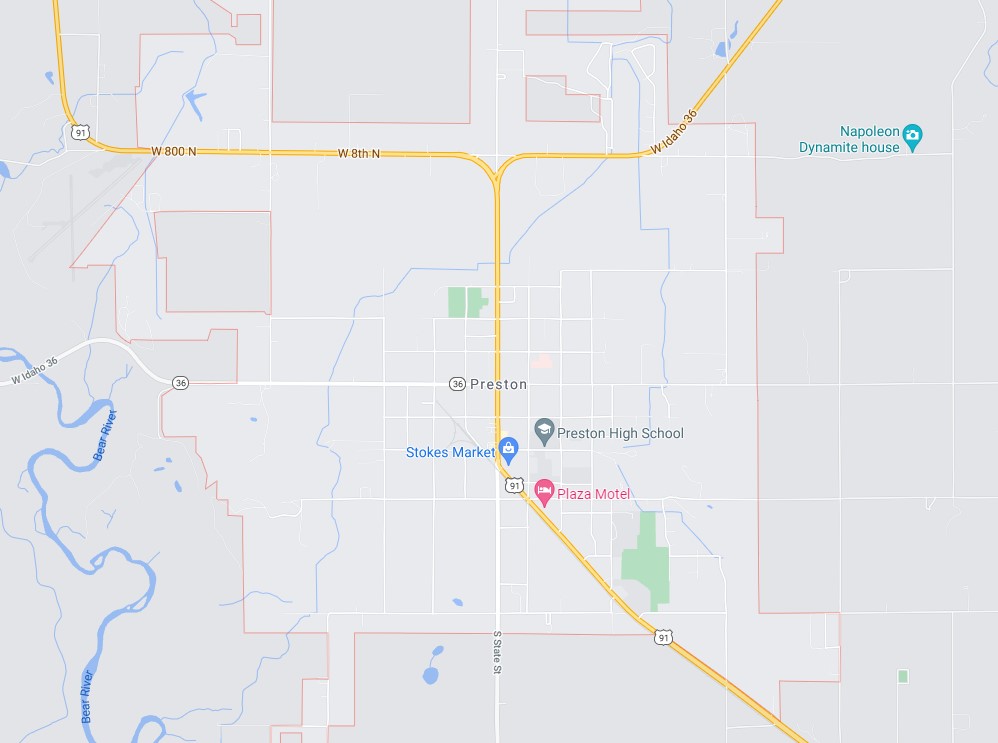 W Idaho 36
Napoleon
Dynamite house
91
W 800 N
W 8th N
W Idaho 36
36
36
Preston
Bear River
Preston High School
Stokes Market
91
Plaza Motel
91
S State St
Bear River